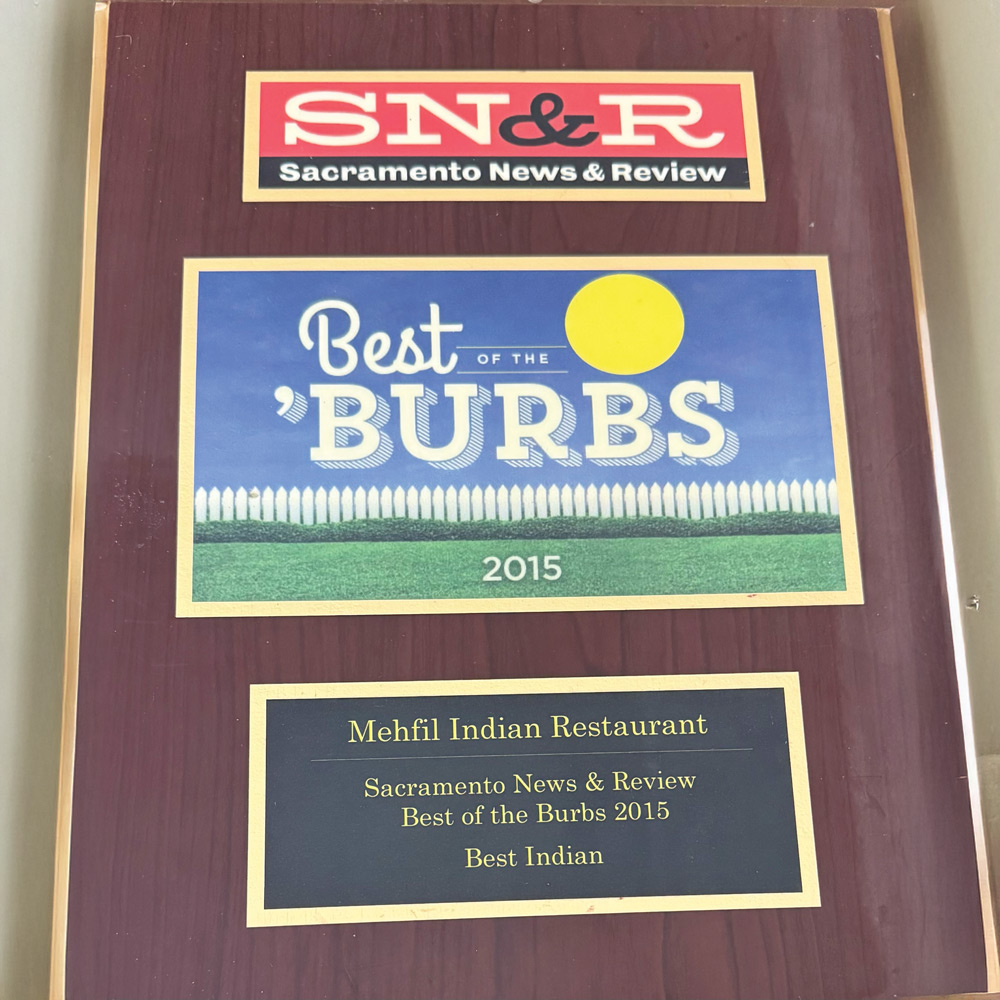 SN&R
Sacramento News & Review
Best OF THE
’BURBS
2015
Mehfil Indian Restaurant
Sacramento News & Review
Best of the Burbs 2015
Best Indian